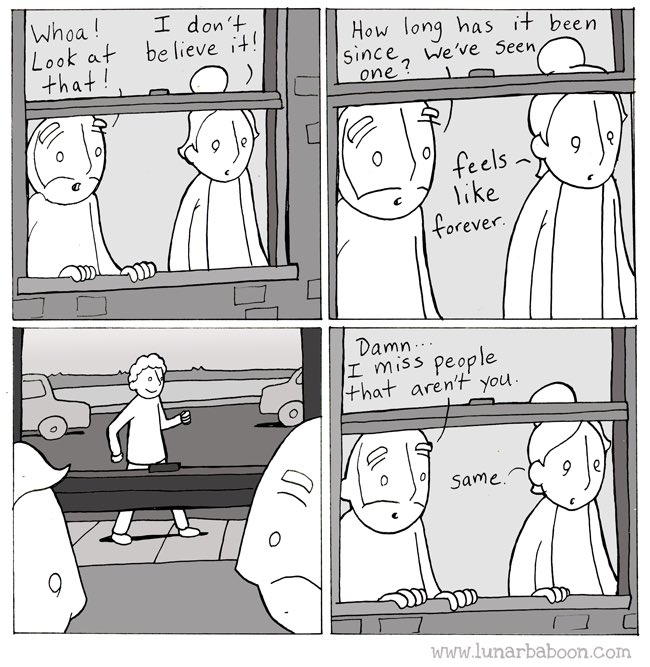 Whoa!
Look at
that!
I don't
believe it!
How long has it been
since we've seen
one?
feels
like
forever.
Damn...
I miss people
that aren't you.
same.
www.lunarbaboon.com